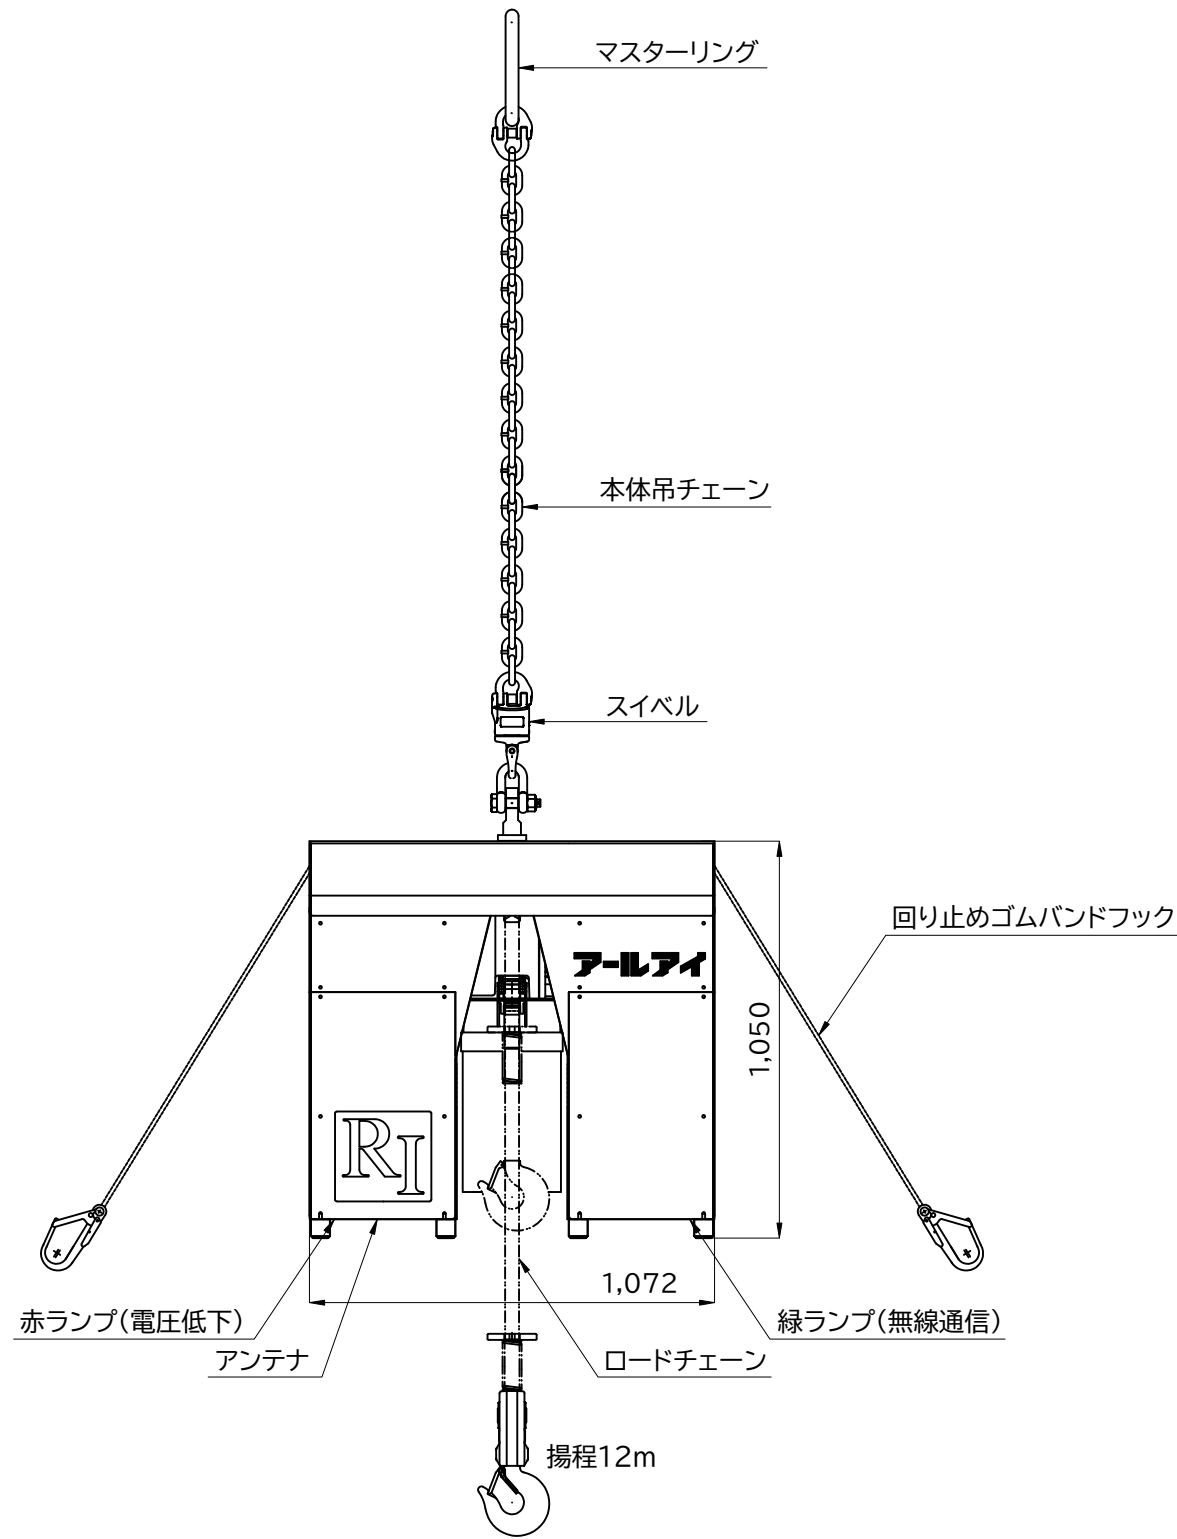 マスターリング
本体吊チェーン
スイベル
回り止めゴムバンドフック
アールアイ
1,050
RI
1,072
赤ランプ(電圧低下)
緑ランプ(無線通信)
アンテナ
ロードチェーン
揚程12m